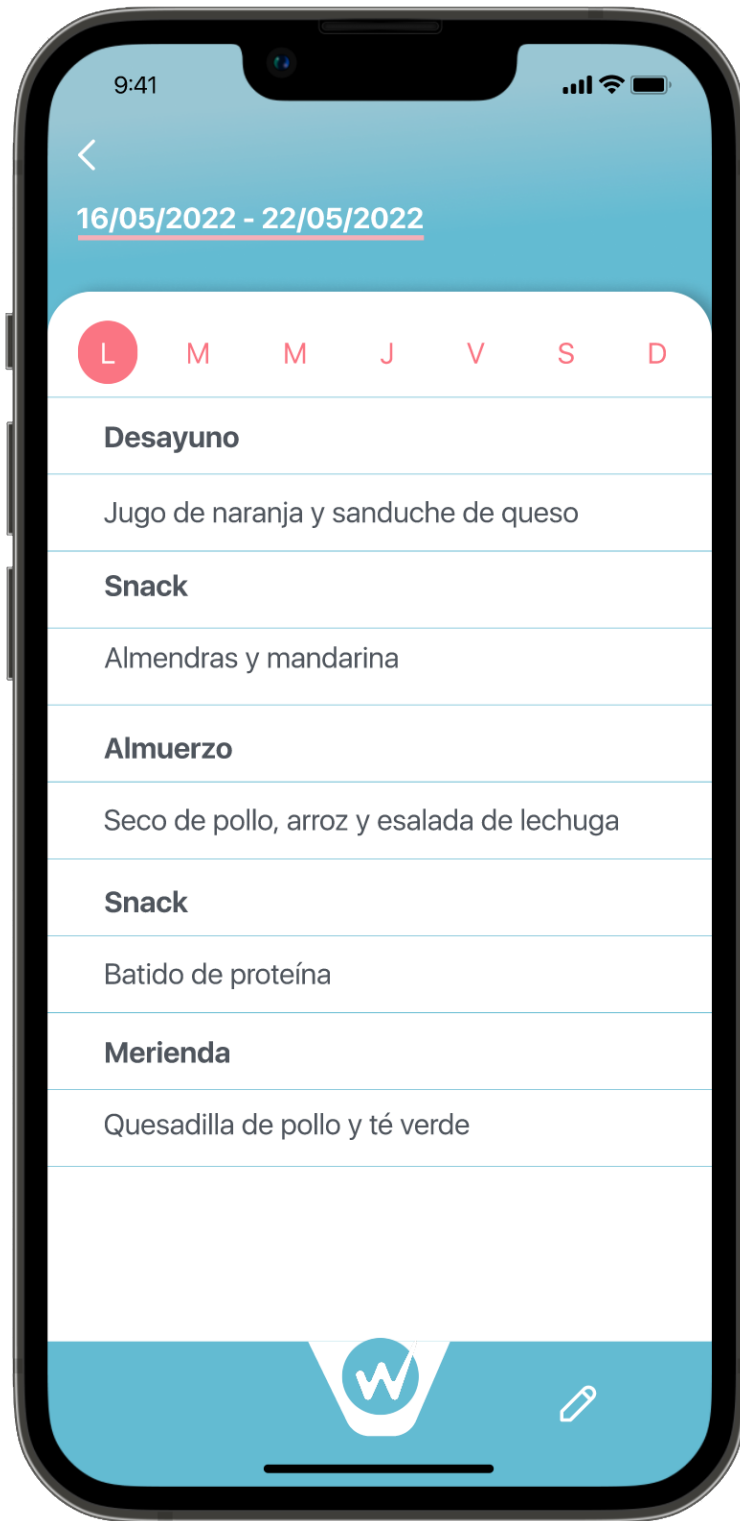 9:41
16/05/2022 - 22/05/2022
L M M J V S D
Desayuno
Jugo de naranja y sanduche de queso
Snack
Almendras y mandarina
Almuerzo
Seco de pollo, arroz y esalada de lechuga
Snack
Batido de proteína
Merienda
Quesadilla de pollo y té verde
W